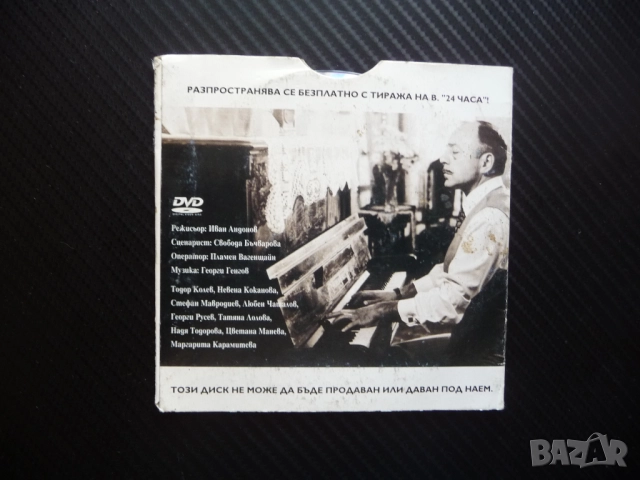 РАЗПРОСТРАНЯВА СЕ БЕЗПЛАТНО С ТИРАЖА НА В. "24 ЧАСА"!
DVD
Режисьор: Иван Андонов
Сценарист: Свобода Бъчварова
Оператор: Пламен Вагенщайн
Музика: Георги Генков
Тодор Колев, Невена Коканова,
Стефан Мавродиев, Любен Чаталов,
Георги Русев, Татяна Лолова,
Надя Тодорова, Цветана Манева,
Маргарита Карамитева
ТОЗИ ДИСК НЕ МОЖЕ ДА БЪДЕ ПРОДАВАН ИЛИ ДАВАН ПОД НАЕМ.
BAZAR